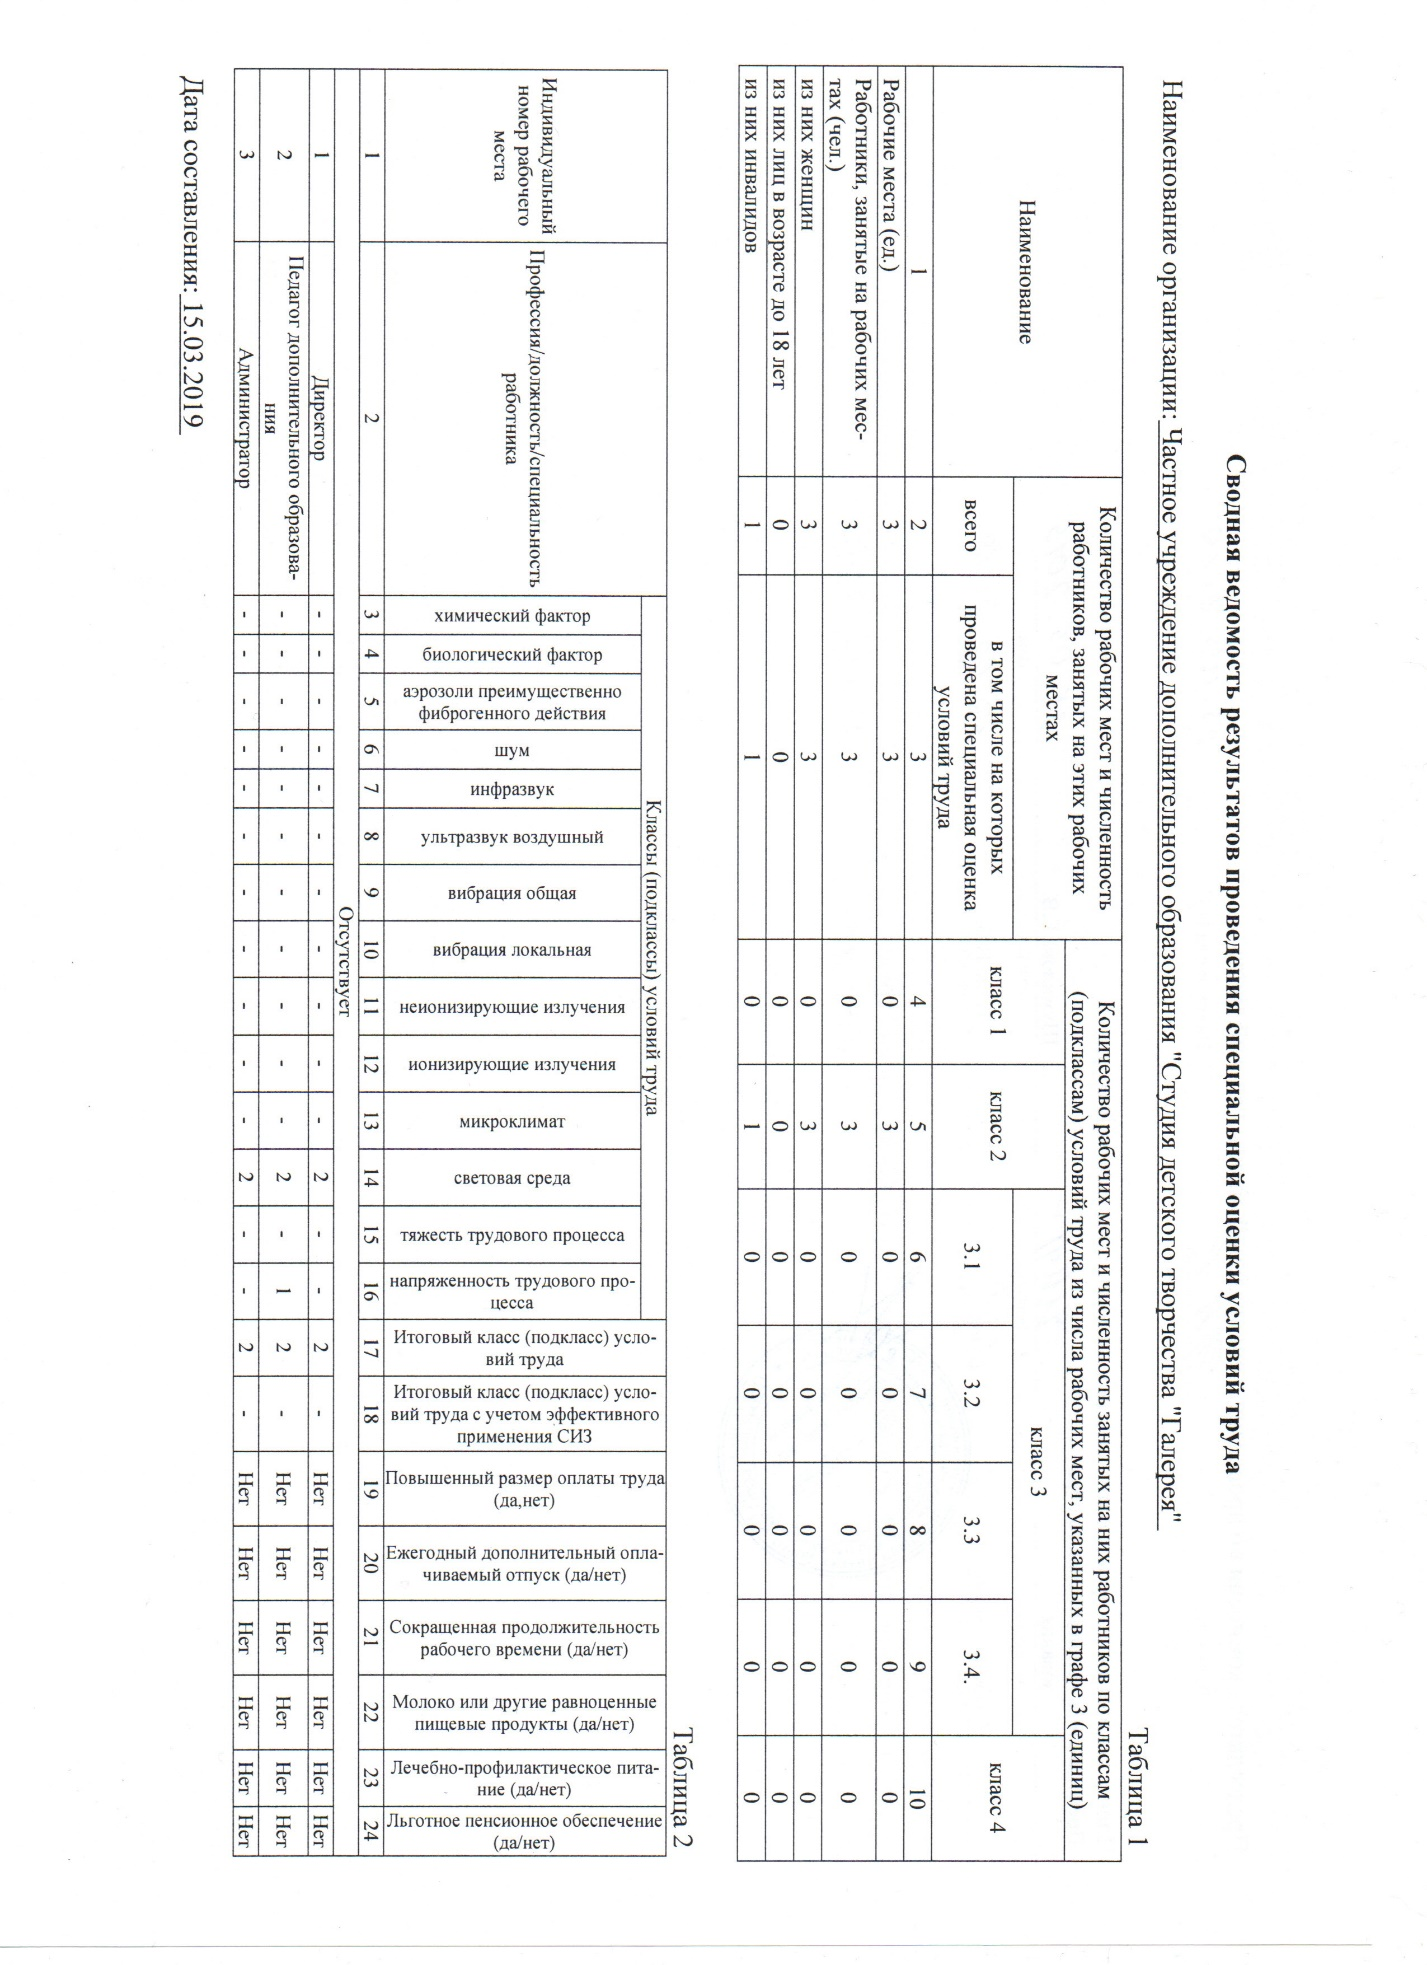 Сводная ведомость результатов проведения специальной оценки условий труда
Наименование организации: Частное учреждение дополнительного образования "Студия детского творчества "Галерея"
Таблица 1
Наименование
Количество рабочих мест и численность
работников, занятых на этих рабочих
местах
Количество рабочих мест и численность занятых на них работников по классам
(подклассам) условий труда из числа рабочих мест, указанных в графе 3 (единиц)
всего
в том числе на которых
проведена специальная оценка
условий труда
класс 1
класс 2
класс 3
класс 4
3.1
3.2
3.3
3.4.
1 2 3 4 5 6 7 8 9 10
Рабочие места (ед.) 3 3 0 3 0 0 0 0 0
Работники, занятые на рабочих мес-
тах (чел.) 3 3 0 3 0 0 0 0 0
из них женщин 3 3 0 3 0 0 0 0 0
из них лиц в возрасте до 18 лет 0 0 0 0 0 0 0 0 0
из них инвалидов 1 1 0 1 0 0 0 0 0
Таблица 2
Индивидуальный
номер рабочего
места
Профессия/должность/специальность
работника
Классы (подклассы) условий труда
химический фактор
биологический фактор
аэрозоли преимущественно
фиброгенного действия
шум
инфразвук
ультразвук воздушный
вибрация общая
вибрация локальная
неионизирующие излучения
ионизирующие излучения
микроклимат
световая среда
тяжесть трудового процесса
напряженность трудового про-
цесса
Итоговый класс (подкласс) усло-
вий труда
Итоговый класс (подкласс) усло-
вий труда с учетом эффективного
применения СИЗ
Повышенный размер оплаты труда
(да,нет)
Ежегодный дополнительный опла-
чиваемый отпуск (да/нет)
Сокращенная продолжительность
рабочего времени (да/нет)
Молоко или другие равноценные
пищевые продукты (да/нет)
Лечебно-профилактическое пита-
ние (да/нет)
Льготное пенсионное обеспечение
(да/нет)
1 2 3 4 5 6 7 8 9 10 11 12 13 14 15 16 17 18 19 20 21 22 23 24
Отсутствует
1 Директор - - - - - - - - - - - 2 - - 2 - Нет Нет Нет Нет Нет Нет
2 Педагог дополнительного образова-
ния - - - - - - - - - - - 2 - 1 2 - Нет Нет Нет Нет Нет Нет
3 Администратор - - - - - - - - - - - 2 - - 2 - Нет Нет Нет Нет Нет Нет
Дата составления: 15.03.2019